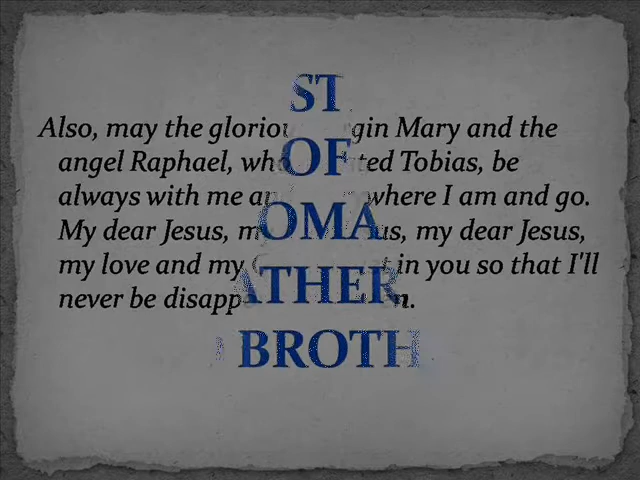 Also, may the glorio gin Mary and the
angel Raphael, who ted Tobias, be
always with me an where I am and go.
My dear Jesus, m us, my dear Jesus,
my love and my in you so that I'll
never be disapp n.
ST
OF
OMA
ATHER
BROTH